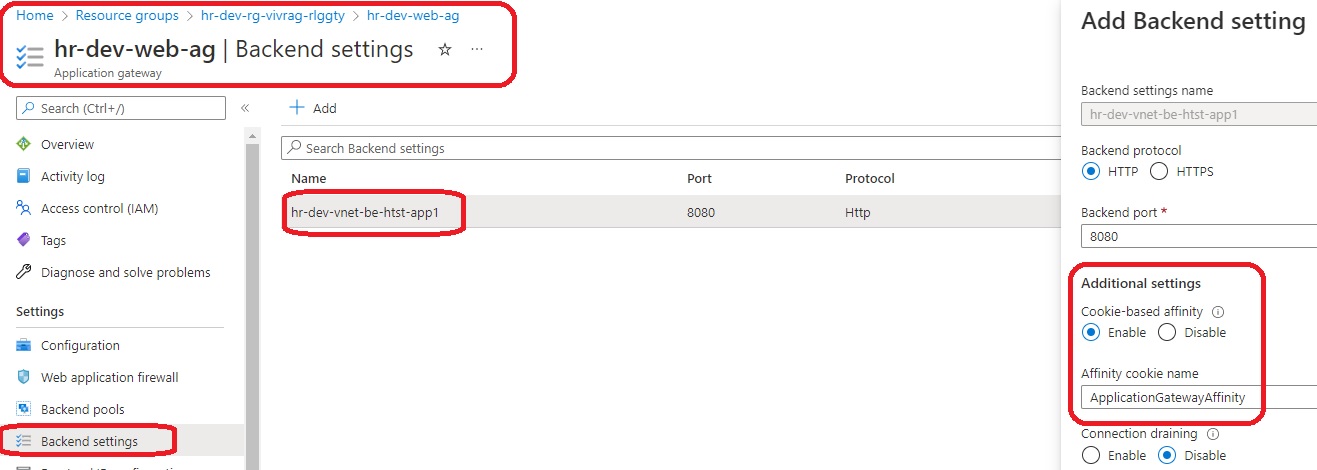 Home > Resource groups > hr-dev-rg-vivrag-rlggty > hr-dev-web-ag
hr-dev-web-ag | Backend settings ☆ ...
Application gateway
Search (Ctrl+/) «
Overview
Activity log
Access control (IAM)
Tags
Diagnose and solve problems
Settings
Configuration
Web application firewall
Backend pools
Backend settings
+ Add
Search Backend settings
Name Port Protocol
hr-dev-vnet-be-htst-app1 8080 Http
Add Backend setting
Backend settings name
hr-dev-vnet-be-htst-app1
Backend protocol
HTTP HTTPS
Backend port *
8080
Additional settings
Cookie-based affinity
Enable Disable
Affinity cookie name
ApplicationGatewayAffinity
Connection draining
Enable Disable